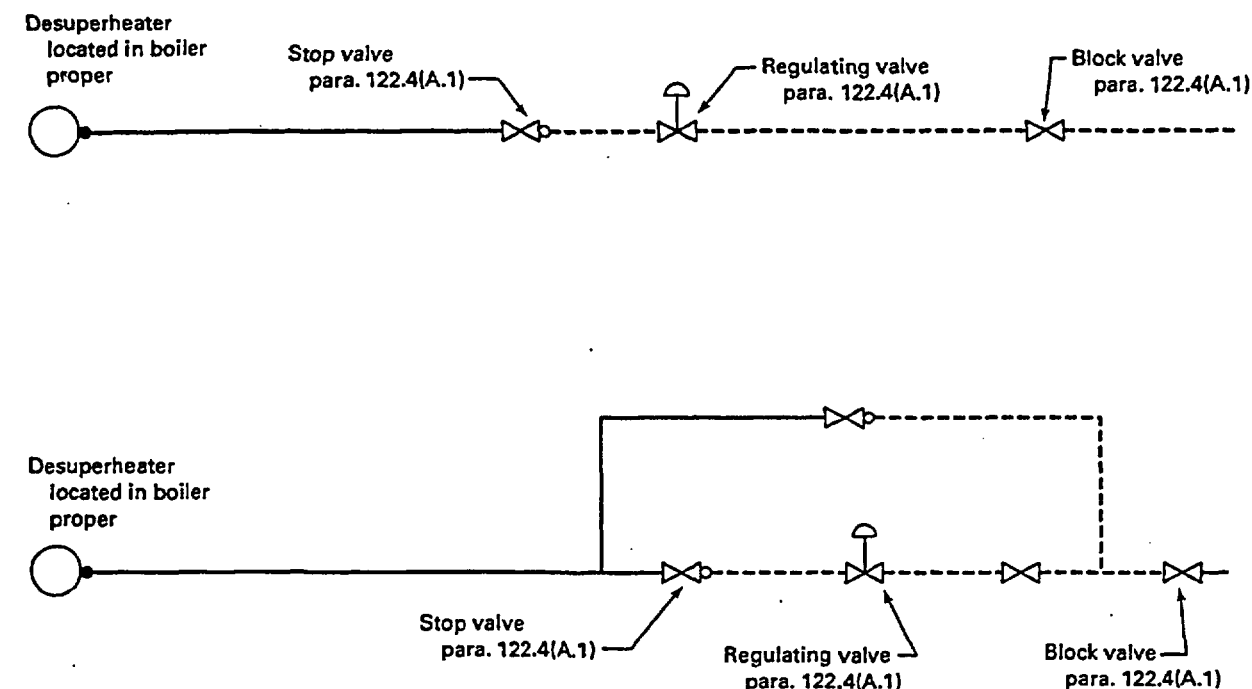 Desuperheater
located in boiler
proper
Stop valve
para. 122.4(A.1)
Regulating valve
para. 122.4(A.1)
Block valve
para. 122.4(A.1)
Desuperheater
located in boiler
proper
Stop valve
para. 122.4(A.1)
Regulating valve
para. 122.4(A.1)
Block valve
para. 122.4(A.1)